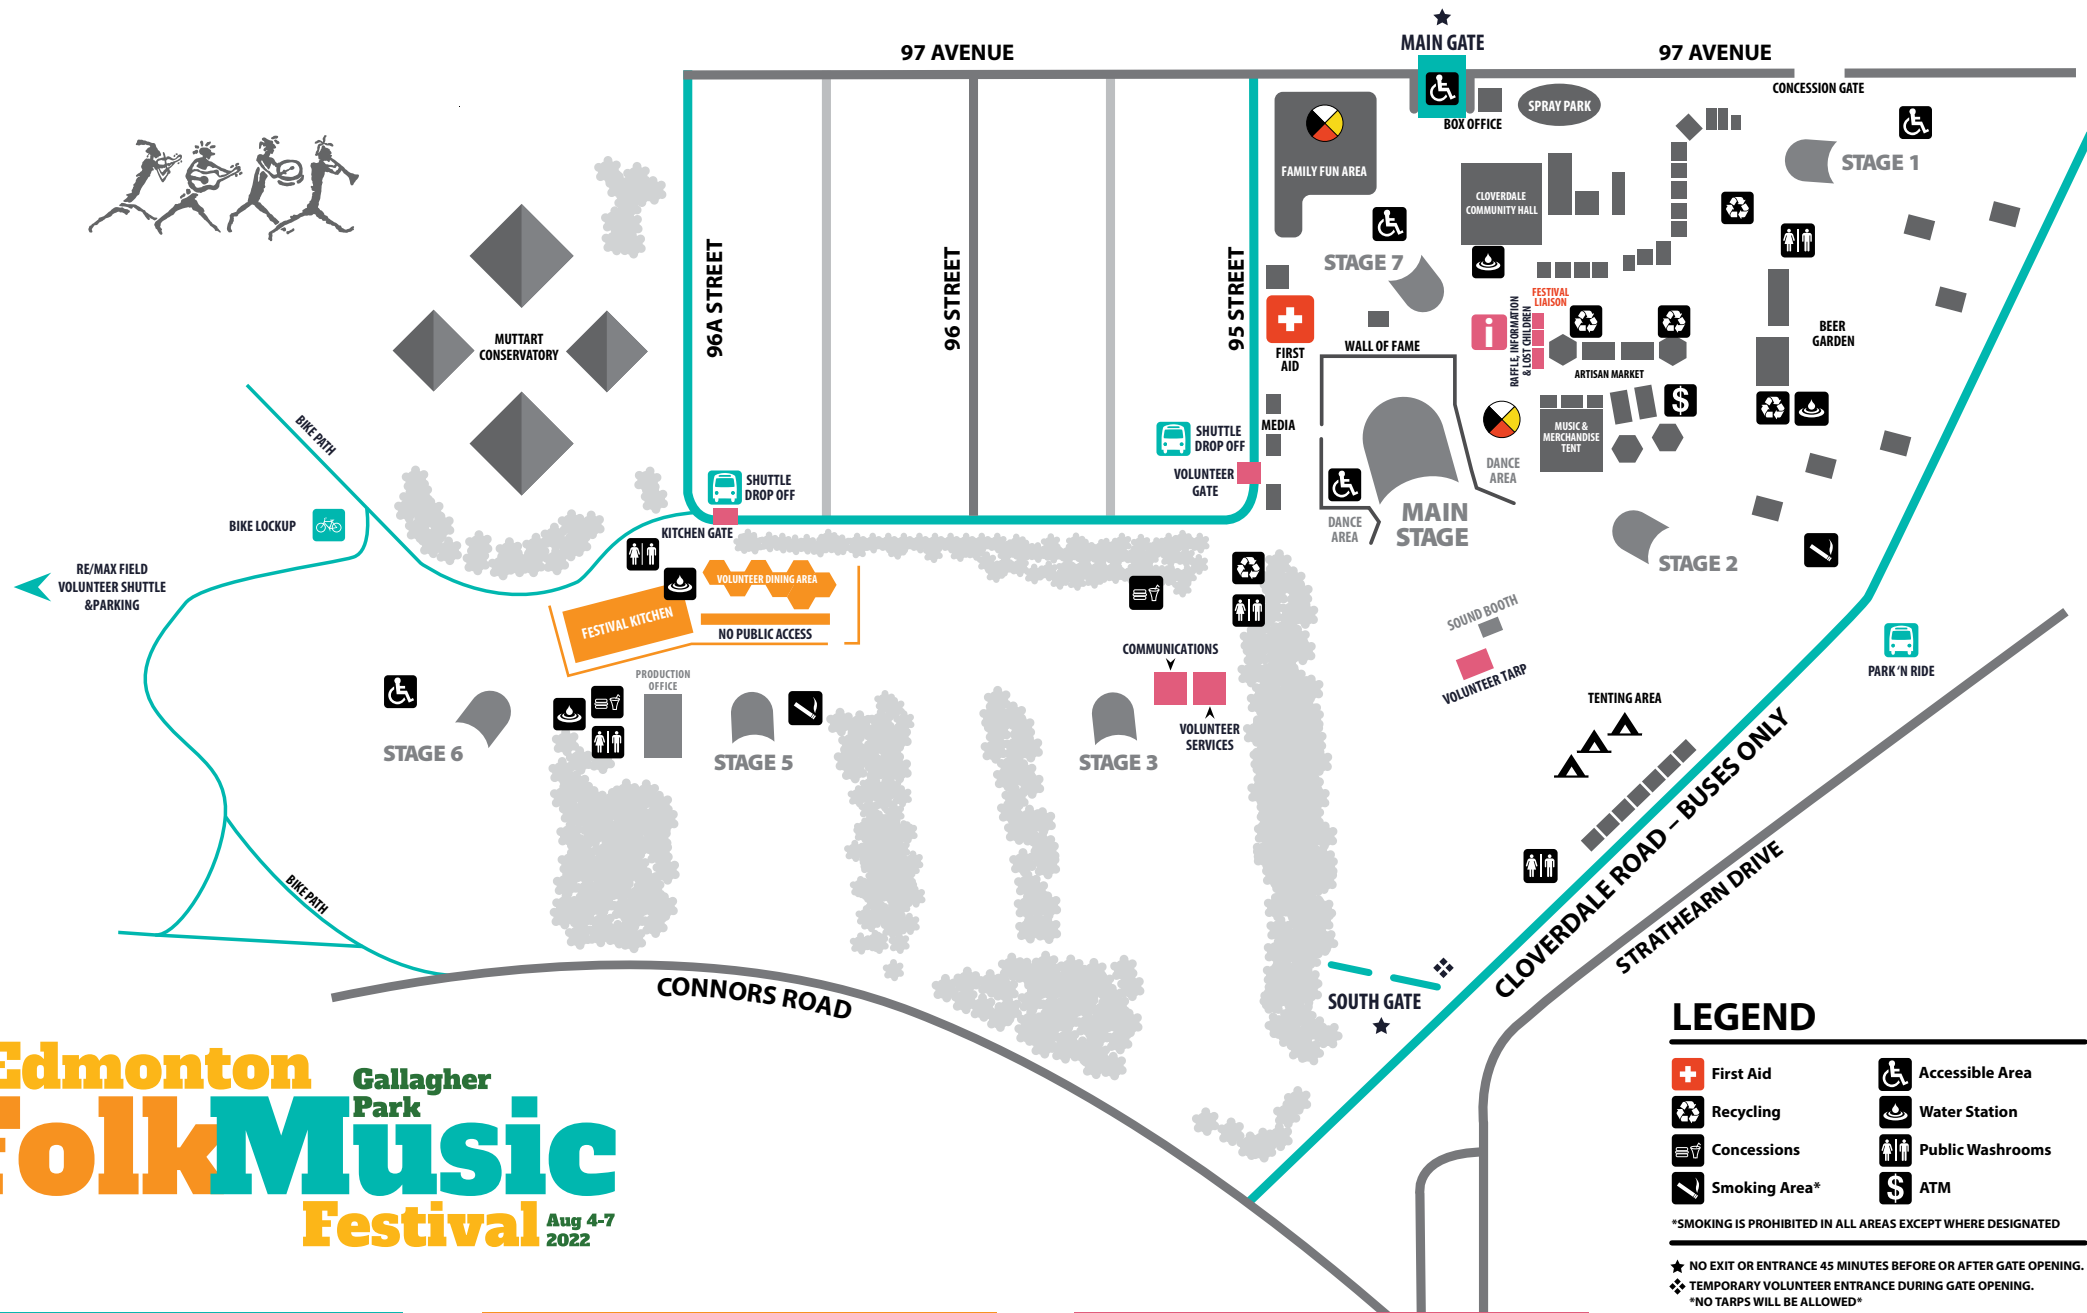 MAIN GATE
97 AVENUE
97 AVENUE
CONCESSION GATE
BOX OFFICE
SPRAY PARK
STAGE 1
FAMILY FUN AREA
CLOVERDALE
COMMUNITY HALL
STAGE 7
96A STREET
96 STREET
95 STREET
MUTTART
CONSERVATORY
FESTIVAL
LIAISON
RAFFLE, INFORMATION
& LOST CHILDREN
i
FIRST
AID
WALL OF FAME
BEER
GARDEN
ARTISAN MARKET
$
MEDIA
MUSIC &
MERCHANDISE
TENT
DANCE
AREA
SHUTTLE
DROP OFF
VOLUNTEER
GATE
BIKE PATH
SHUTTLE
DROP OFF
KITCHEN GATE
BIKE LOCKUP
DANCE
AREA
MAIN
STAGE
STAGE 2
RE/MAX FIELD
VOLUNTEER SHUTTLE
&PARKING
VOLUNTEER DINING AREA
FESTIVAL KITCHEN
NO PUBLIC ACCESS
SOUND BOOTH
VOLUNTEER TARP
PARK ‘N RIDE
COMMUNICATIONS
VOLUNTEER
SERVICES
PRODUCTION
OFFICE
STAGE 6
STAGE 5
STAGE 3
TENTING AREA
CLOVERDALE ROAD – BUSES ONLY
STRATHEARN DRIVE
BIKE PATH
CONNORS ROAD
SOUTH GATE
Edmonton
Gallagher
Park
FolkMusic
Festival
Aug 4-7
2022
LEGEND
First Aid
Accessible Area
Recycling
Water Station
Concessions
Public Washrooms
Smoking Area*
$ ATM
*SMOKING IS PROHIBITED IN ALL AREAS EXCEPT WHERE DESIGNATED
NO EXIT OR ENTRANCE 45 MINUTES BEFORE OR AFTER GATE OPENING.
TEMPORARY VOLUNTEER ENTRANCE DURING GATE OPENING.
*NO TARPS WILL BE ALLOWED*